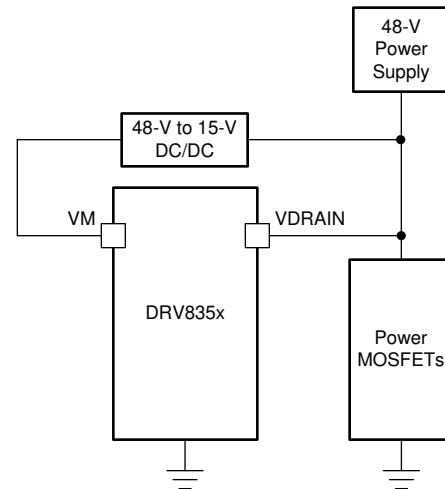 48-V
Power
Supply
48-V to 15-V
DC/DC
VM
VDRAIN
DRV835x
Power
MOSFETs